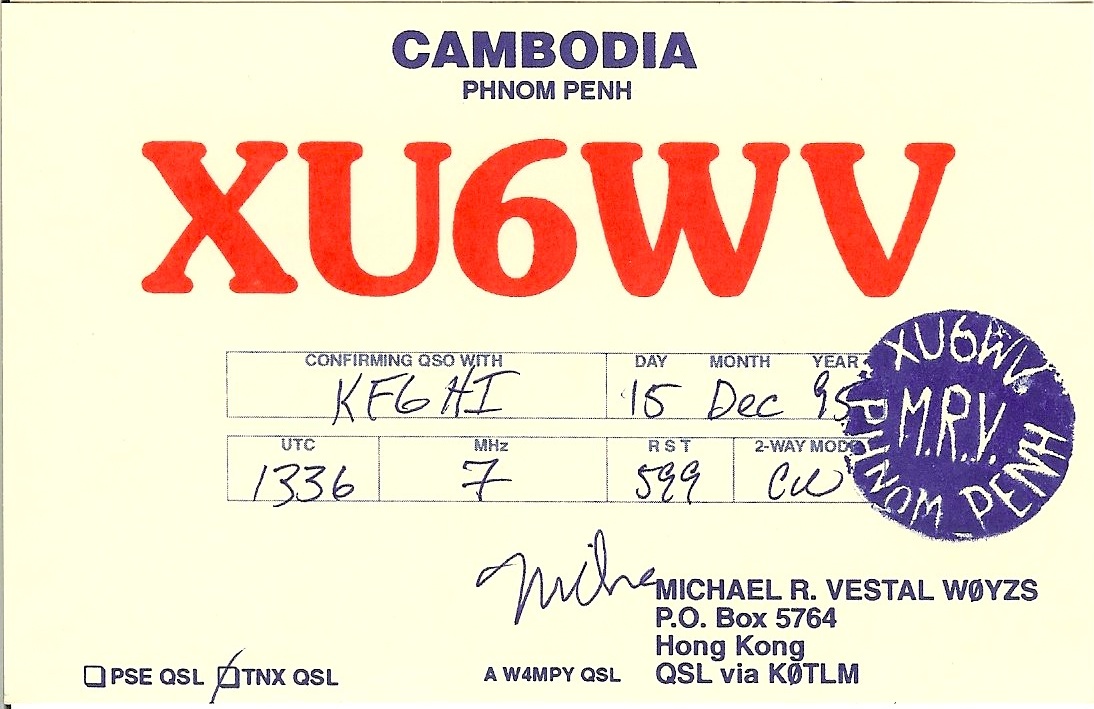 CAMBODIA
PHNOM PENH
XU6WV
CONFIRMING QSO WITH DAY MONTH YEAR
KF6HI 15 Dec 95
UTC MHz RST 2-WAY MODE
1336 7 599 CW
XU6WV
M.R.V.
PHNOM PENH
Mike
MICHAEL R. VESTAL WØYZS
P.O. Box 5764
Hong Kong
PSE QSL TNX QSL A W4MPY QSL QSL via KØTLM